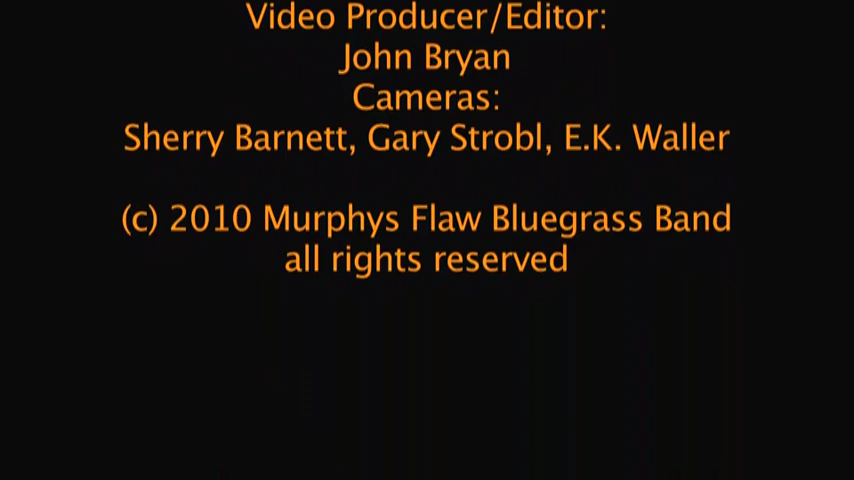 Video Producer/Editor:
John Bryan
Cameras:
Sherry Barnett, Gary Strobl, E.K. Waller
(c) 2010 Murphys Flaw Bluegrass Band
all rights reserved